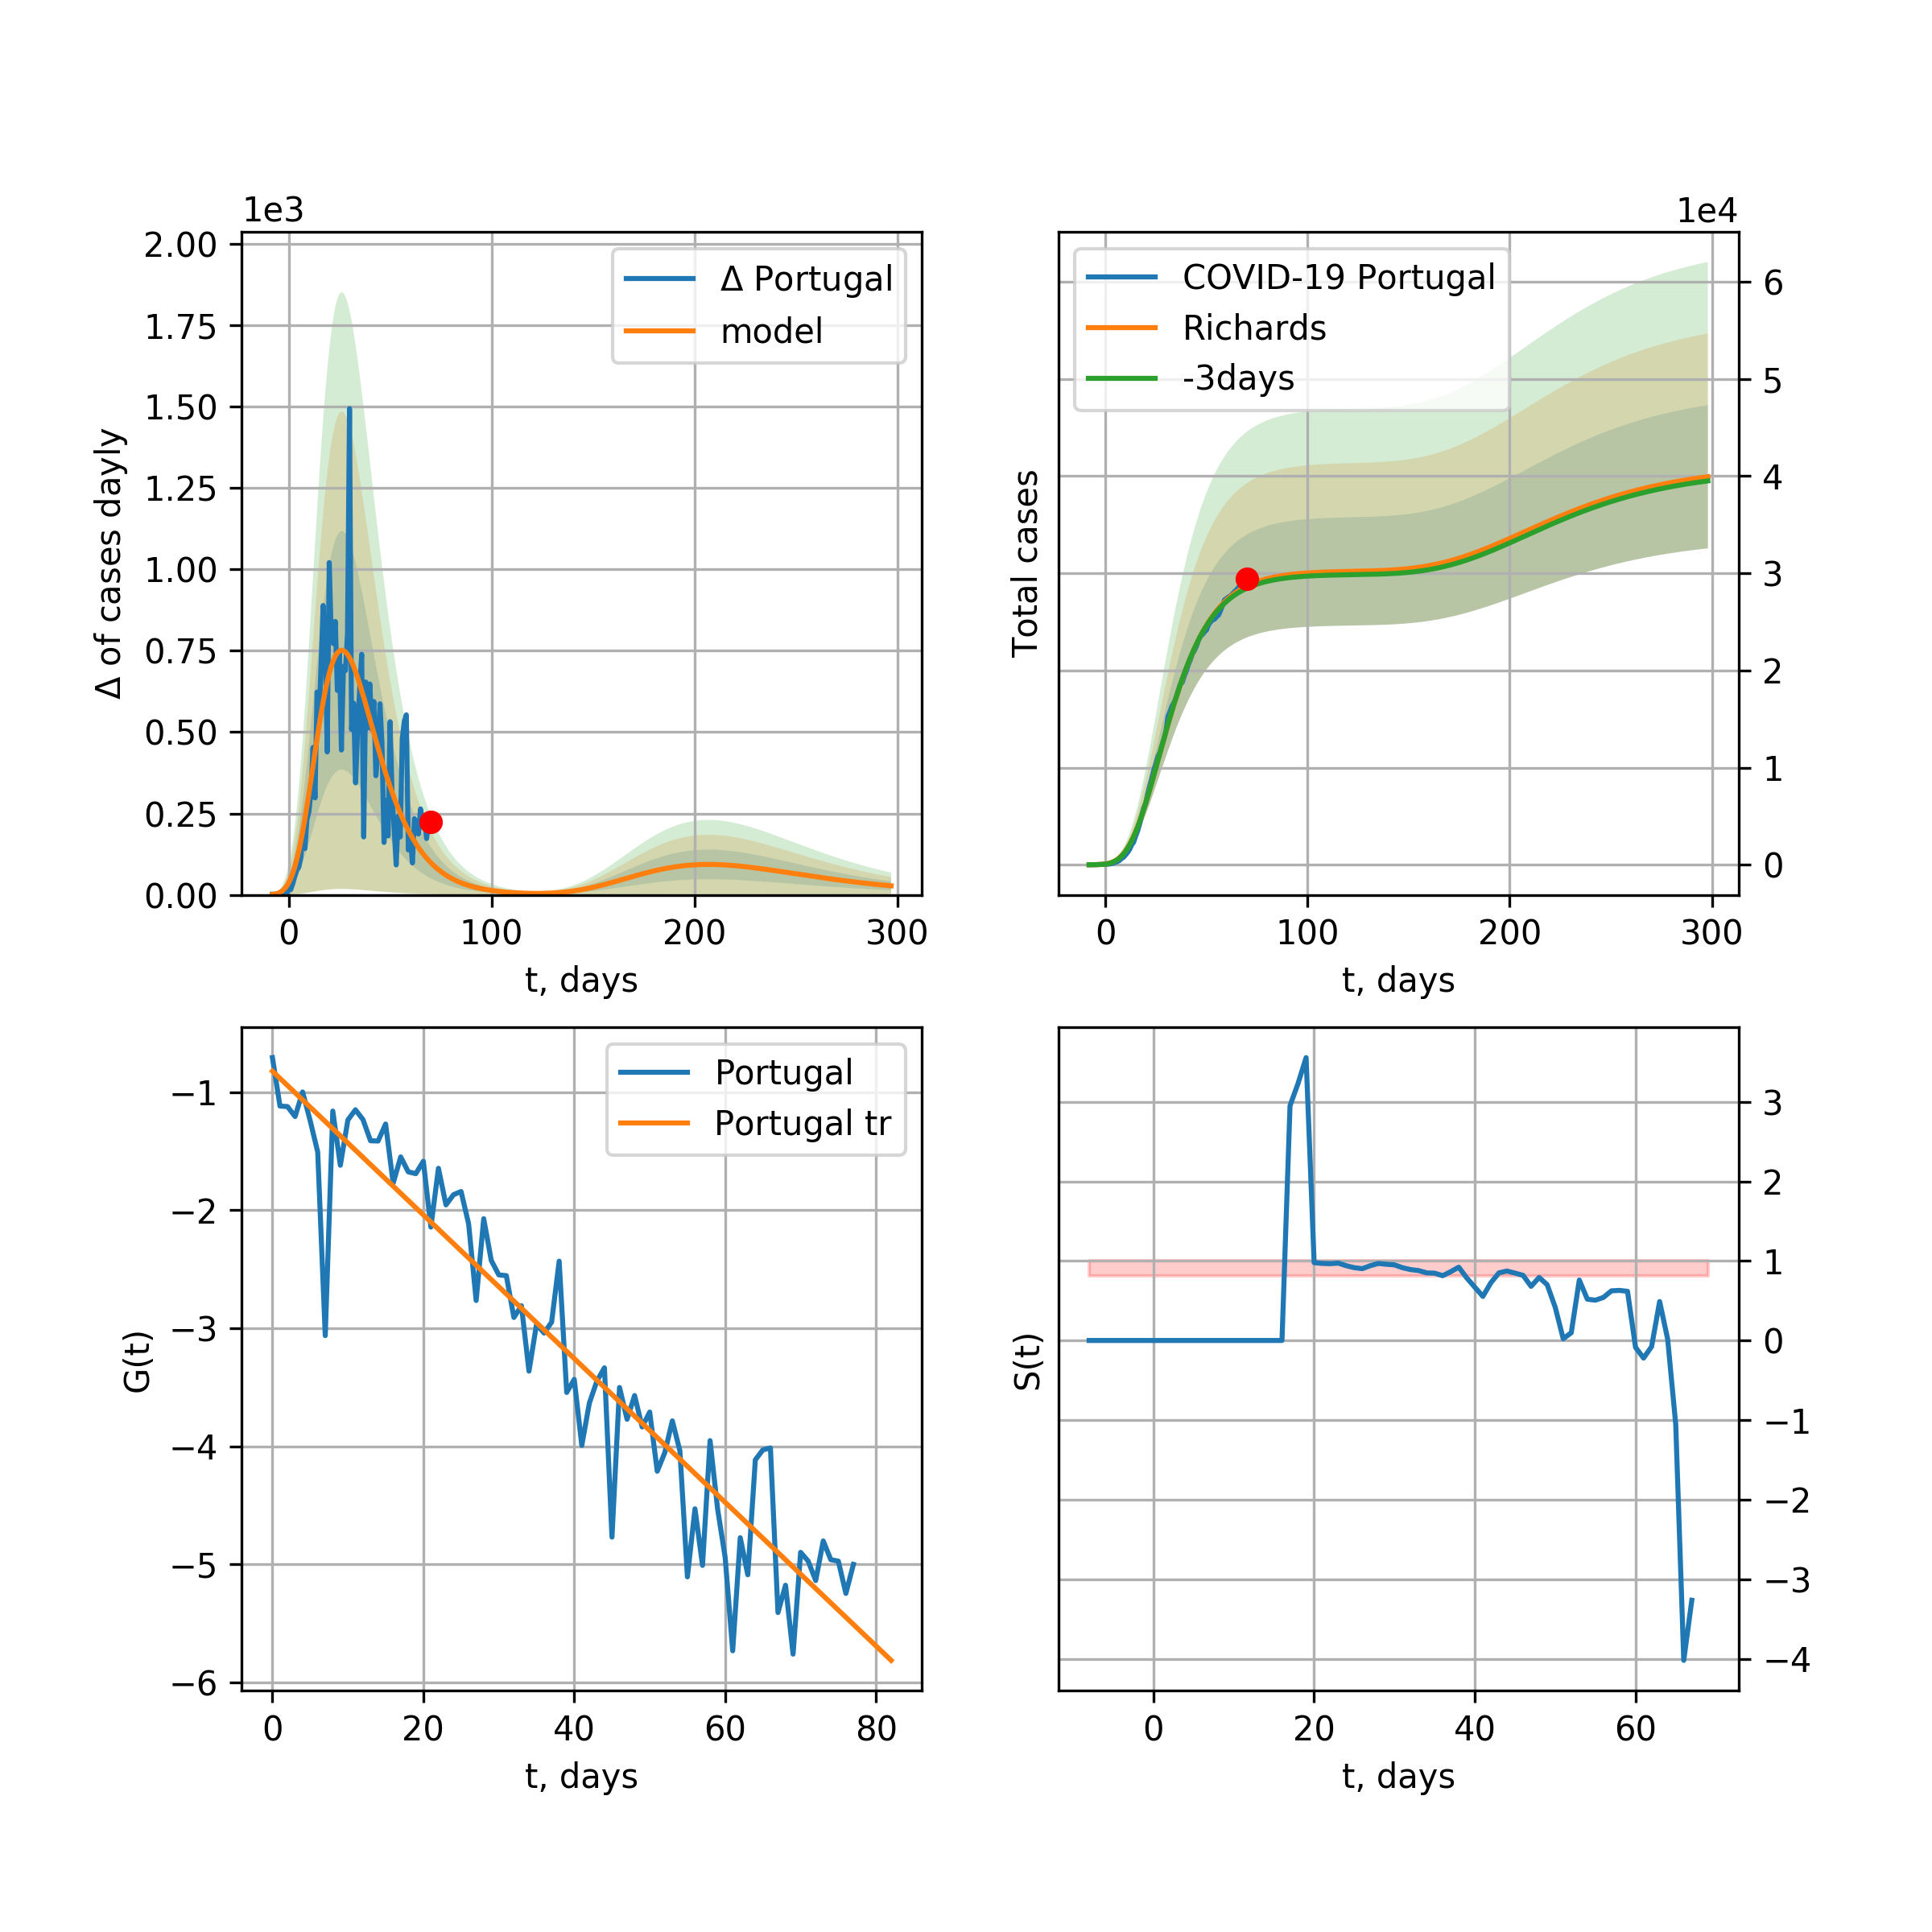 1e3
2.00
1.75
1.50
1.25
1.00
0.75
0.50
0.25
0.00
Δ of cases dayly
Δ Portugal
model
0 100 200 300
t, days
1e4
COVID-19 Portugal
Richards
-3days
Total cases
6
5
4
3
2
1
0
0 100 200 300
t, days
−1
−2
−3
−4
−5
−6
G(t)
Portugal
Portugal tr
0 20 40 60 80
t, days
S(t)
3
2
1
0
−1
−2
−3
−4
0 20 40 60
t, days